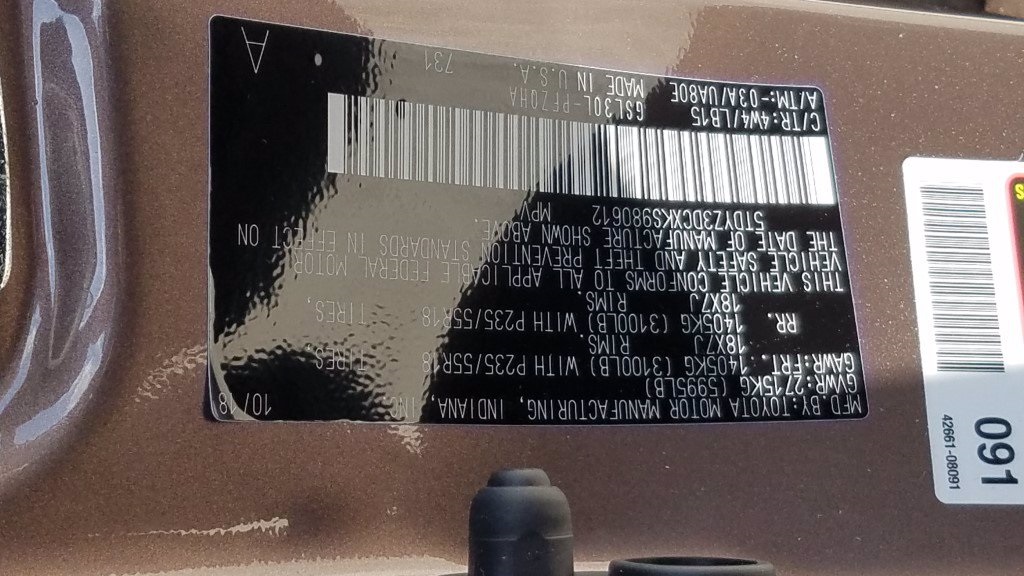 MFD.BY:TOYOTA MOTOR MANUFACTURING, INDIANA, INC. 10/18
GVWR:2715KG (5995LB)
GAWR:FRT. 1405KG (3100LB) WITH P235/55R18 TIRES,
18X7J RIMS.
RR. 1405KG (3100LB) WITH P235/55R18 TIRES,
18X7J RIMS
THIS VEHICLE CONFORMS TO ALL APPLICABLE FEDERAL MOTOR
VEHICLE SAFETY AND THEFT PREVENTION STANDARDS IN EFFECT ON
THE DATE OF MANUFACTURE SHOWN ABOVE.
5TDYZ3DCXKS980612 MPV
C/TR:4W4/LB15 GSL30L-PFZQHA
A/TM:-03A/UA80E MADE IN U.S.A. 731
A
091
42661-08091